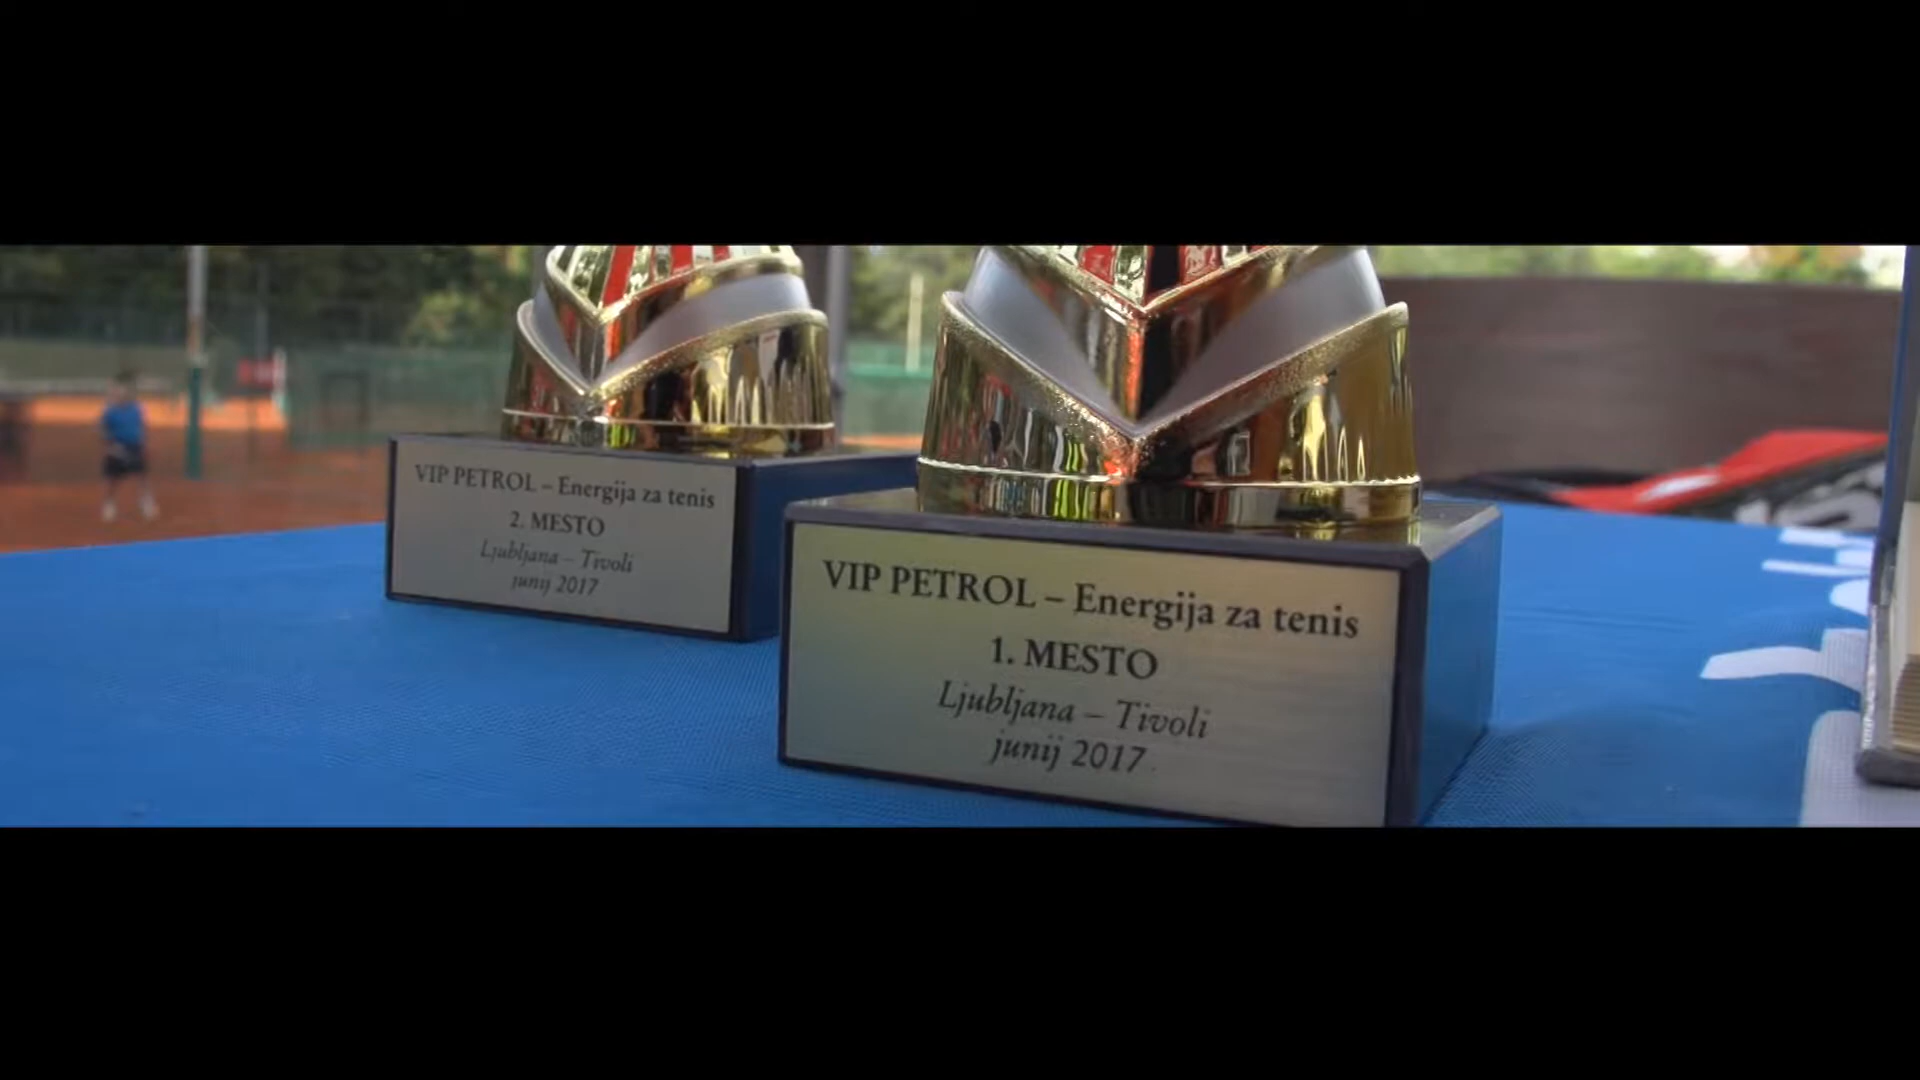 VIP PETROL – Energija za tenis
2. MESTO
Ljubljana – Tivoli
junij 2017
VIP PETROL – Energija za tenis
1. MESTO
Ljubljana – Tivoli
junij 2017